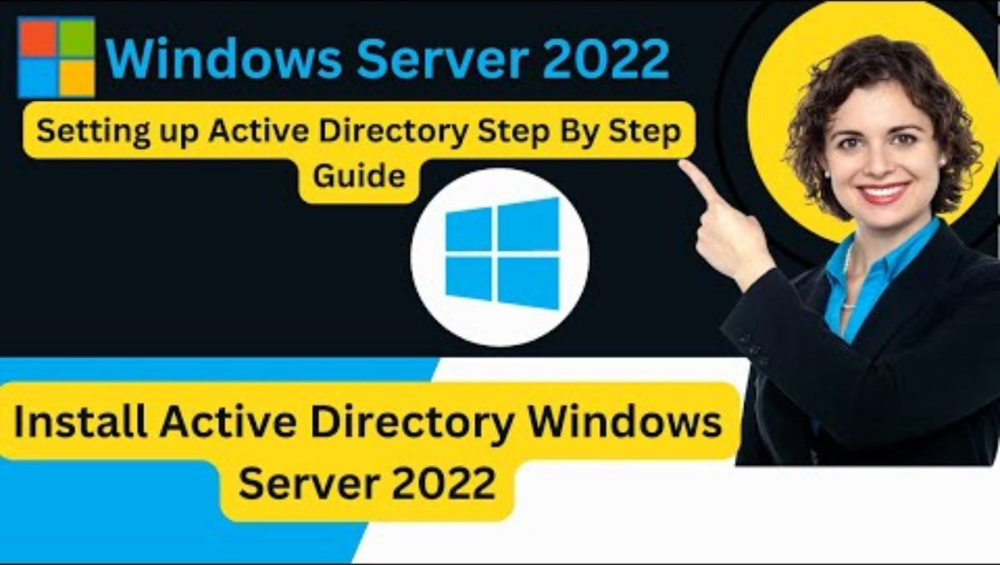 Windows Server 2022
Setting up Active Directory Step By Step
Guide
Install Active Directory Windows
Server 2022